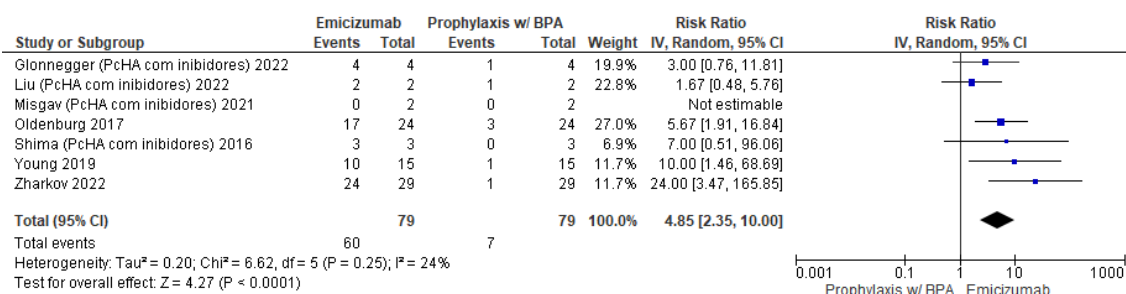 Emicizumab Prophylaxis w/ BPA Risk Ratio Risk Ratio
Study or Subgroup Events Total Events Total Weight IV, Random, 95% CI IV, Random, 95% CI
Glonnegger (PcHA com inibidores) 2022 4 4 1 4 19.9% 3.00 [0.76, 11.81]
Liu (PcHA com inibidores) 2022 2 2 1 2 22.8% 1.67 [0.48, 5.76]
Misgav (PcHA com inibidores) 2021 0 2 0 2 Not estimable
Oldenburg 2017 17 24 3 24 27.0% 5.67 [1.91, 16.84]
Shima (PcHA com inibidores) 2016 3 3 0 3 6.9% 7.00 [0.51, 96.06]
Young 2019 10 15 1 15 11.7% 10.00 [1.46, 68.69]
Zharkov 2022 24 29 1 29 11.7% 24.00 [3.47, 165.85]
Total (95% CI) 79 79 100.0% 4.85 [2.35, 10.00]
Total events 60 7
Heterogeneity: Tau² = 0.20; Chi² = 6.62, df = 5 (P = 0.25); I² = 24%
Test for overall effect: Z = 4.27 (P < 0.0001)
0.001 0.1 1 10 1000
Prophylaxis w/ BPA Emicizumab